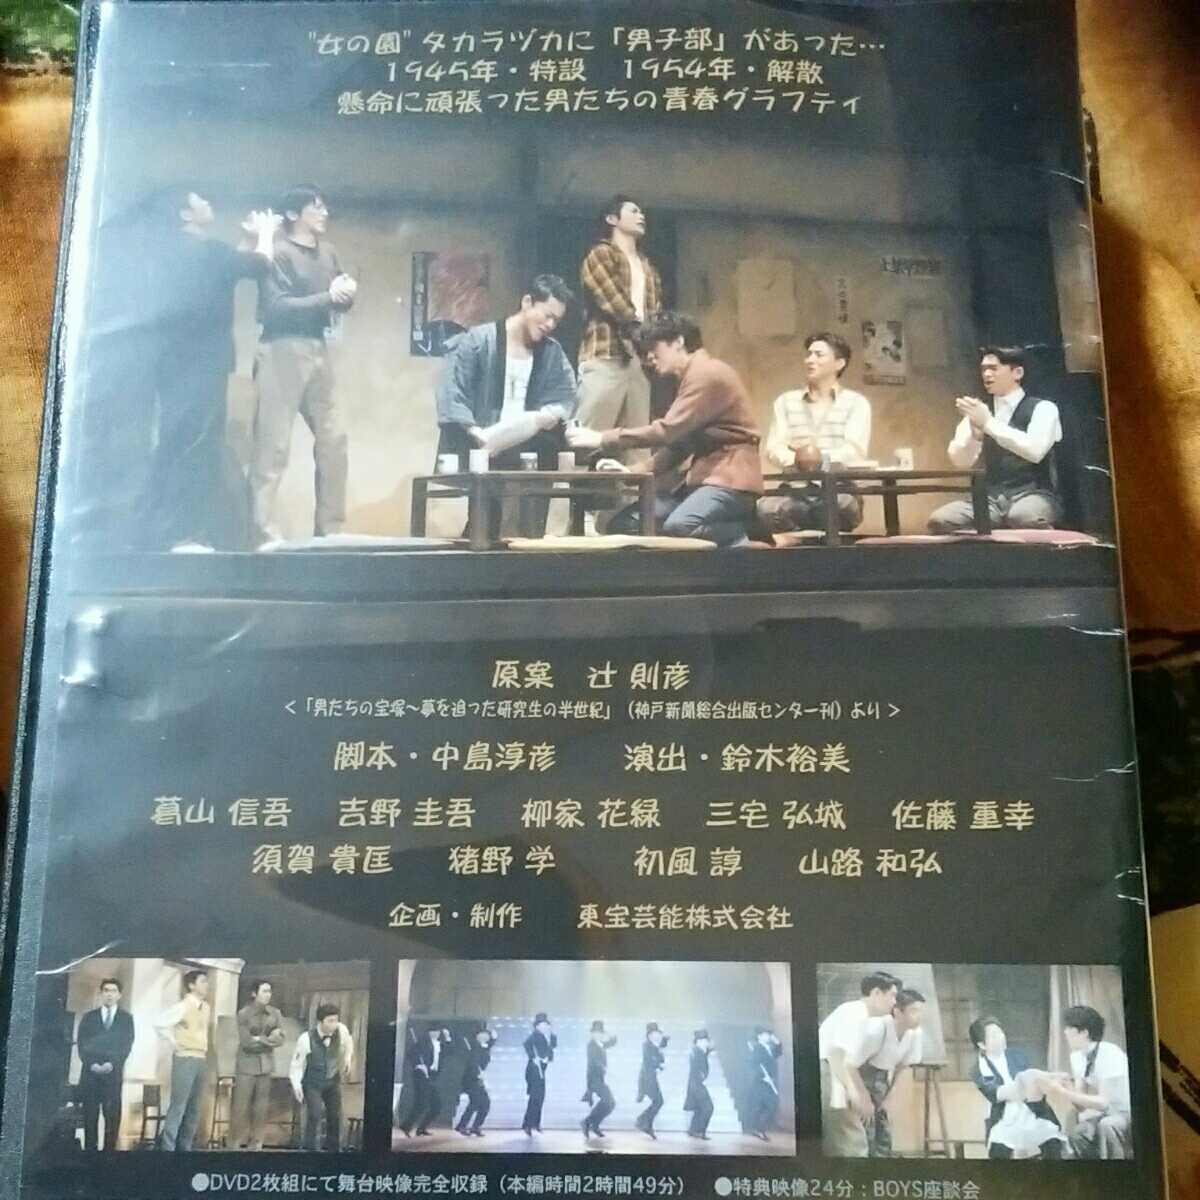 "女の園"タカラヅカに「男子部」があった…
1945年・特設　1954年・解散
懸命に頑張った男たちの青春グラフティ
原案　辻 則彦
<「男たちの宝塚～夢を追った研究生の半世紀」（神戸新聞総合出版センター刊）より>
脚本・中島淳彦　演出・鈴木裕美
葛山 信吾　吉野 圭吾　柳家 花緑　三宅 弘城　佐藤 重幸
須賀 貴匡　猪野 学　初風 諄　山路 和弘
企画・制作　東宝芸能株式会社
●DVD2枚組にて舞台映像完全収録（本編時間2時間49分）　●特典映像24分：BOYS座談会